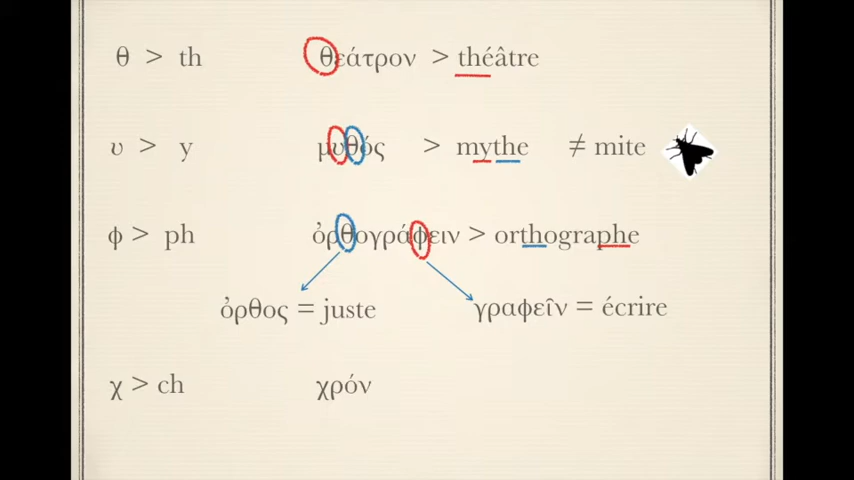 θ > th θεάτρον > théâtre
υ > y μυθός > mythe ≠ mite
ϕ > ph ὀρθογράϕειν > orthographe
ὀρθος = juste γραϕεῖν = écrire
χ > ch χρόν